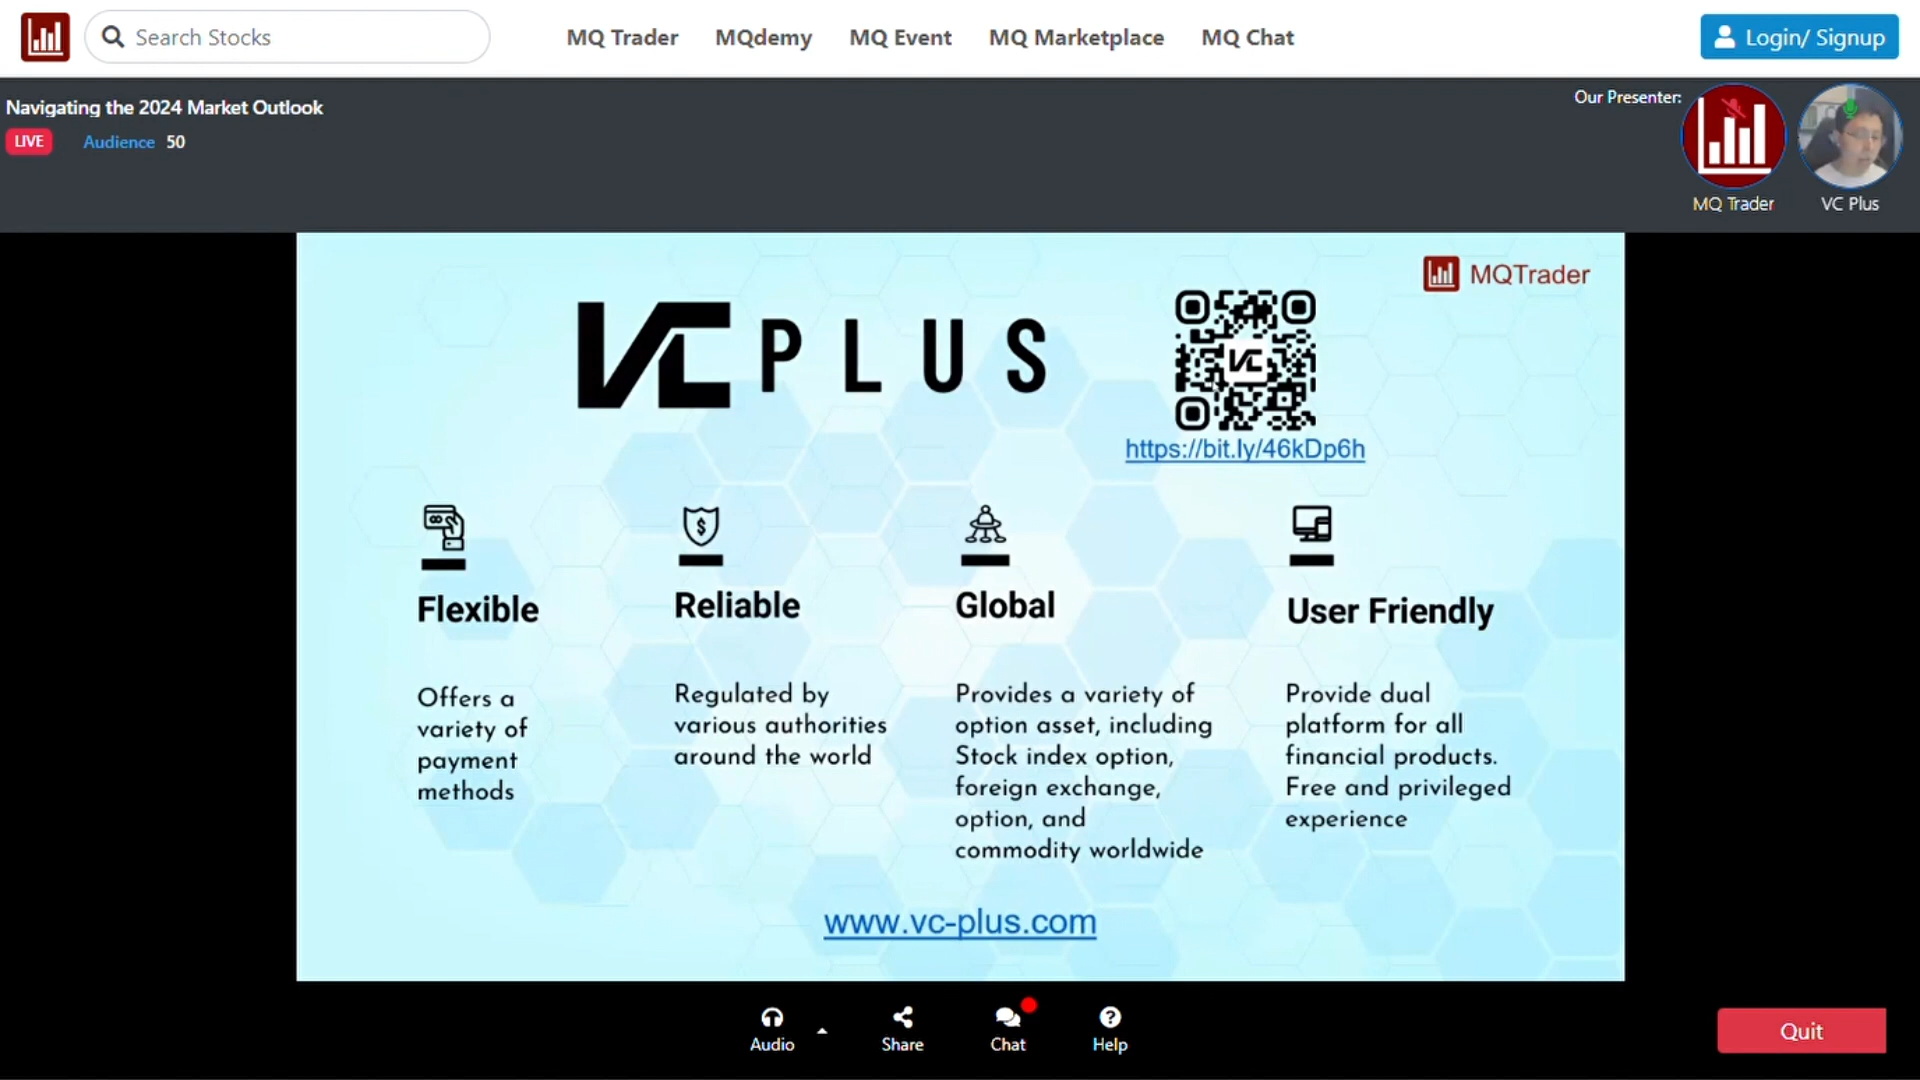 Search Stocks
MQ Trader
MQdemy
MQ Event
MQ Marketplace
MQ Chat
Login/ Signup
Navigating the 2024 Market Outlook
LIVE
Audience 50
Our Presenter:
MQ Trader
VC Plus
MQTrader
VC PLUS
VC
https://bit.ly/46kDp6h
Flexible
Offers a
variety of
payment
methods
Reliable
Regulated by
various authorities
around the world
Global
Provides a variety of
option asset, including
Stock index option,
foreign exchange,
option, and
commodity worldwide
User Friendly
Provide dual
platform for all
financial products.
Free and privileged
experience
www.vc-plus.com
Audio
Share
Chat
Help
Quit